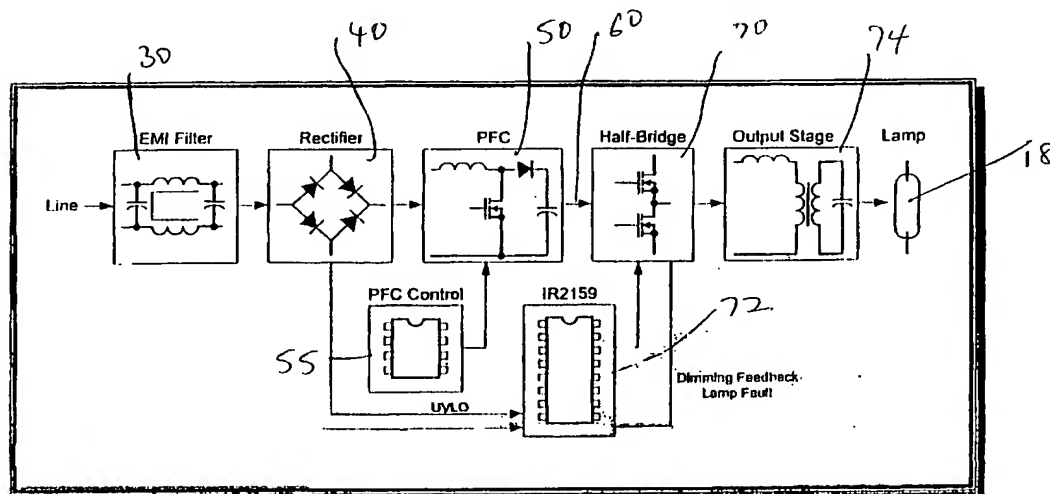 30
40
50
60
70
74
EMI Filter
Rectifier
PFC
Half-Bridge
Output Stage
Lamp
18
Line
PFC Control
IR2159
72
55
Dimming Feedback
Lamp Fault
UVLO